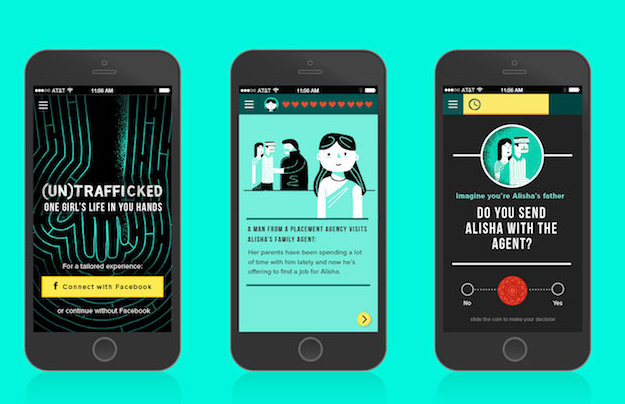 AT&T 11:56 AM
(UN)TRAFFICKED
ONE GIRL'S LIFE IN YOU HANDS
For a tailored experience:
f Connect with Facebook
or continue without Facebook
AT&T 11:56 AM
A MAN FROM A PLACEMENT AGENCY VISITS
ALISHA'S FAMILY AGENT:
Her parents have been spending a lot
of time with him lately and now he's
offering to find a job for Alisha.
AT&T 11:56 AM
Imagine you're Alisha's father
DO YOU SEND
ALISHA WITH THE
AGENT?
No
Yes
slide the coin to make your decision